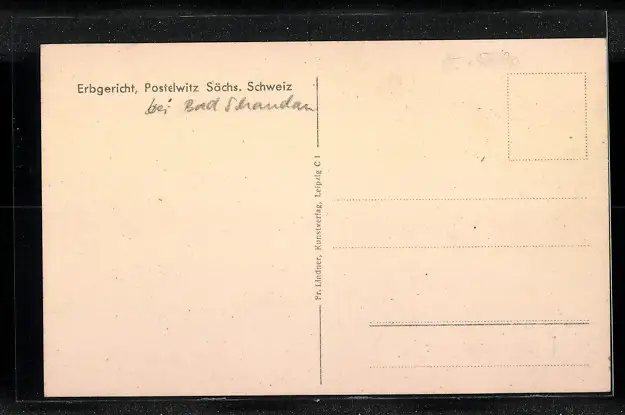 Erbgericht, Postelwitz Sächs. Schweiz
bei Bad Schandau
Fr. Lindner, Kunstverlag, Leipzig C 1